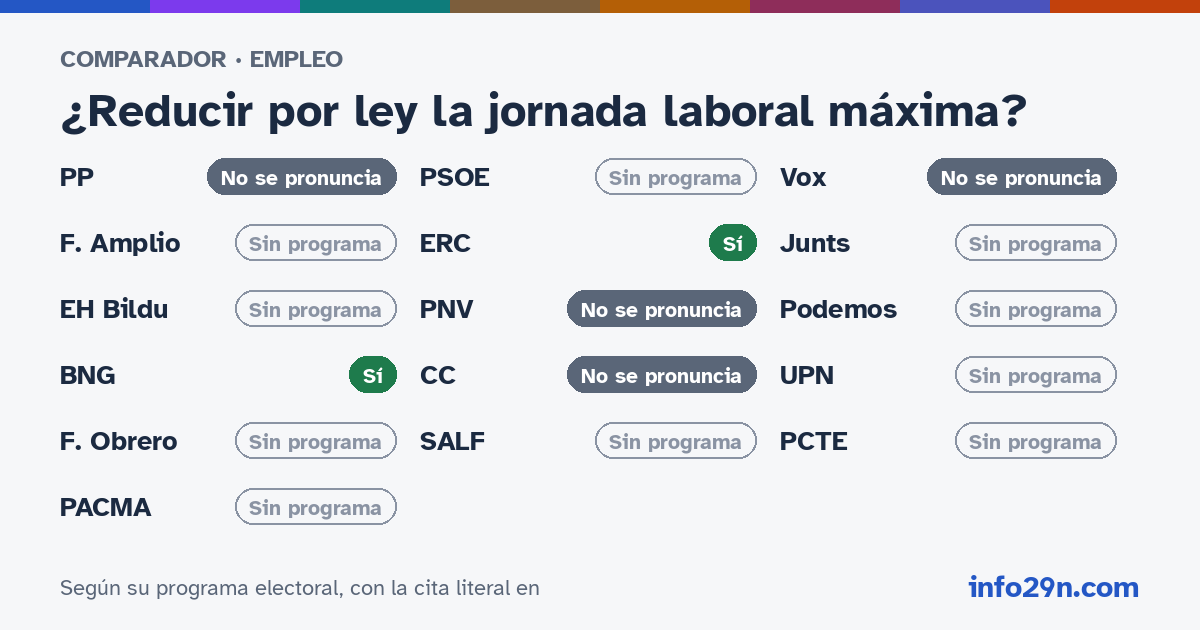 COMPARADOR · EMPLEO
¿Reducir por ley la jornada laboral máxima?
PP No se pronuncia PSOE Sin programa Vox No se pronuncia
F. Amplio Sin programa ERC Sí Junts Sin programa
EH Bildu Sin programa PNV No se pronuncia Podemos Sin programa
BNG Sí CC No se pronuncia UPN Sin programa
F. Obrero Sin programa SALF Sin programa PCTE Sin programa
PACMA Sin programa
Según su programa electoral, con la cita literal en info29n.com